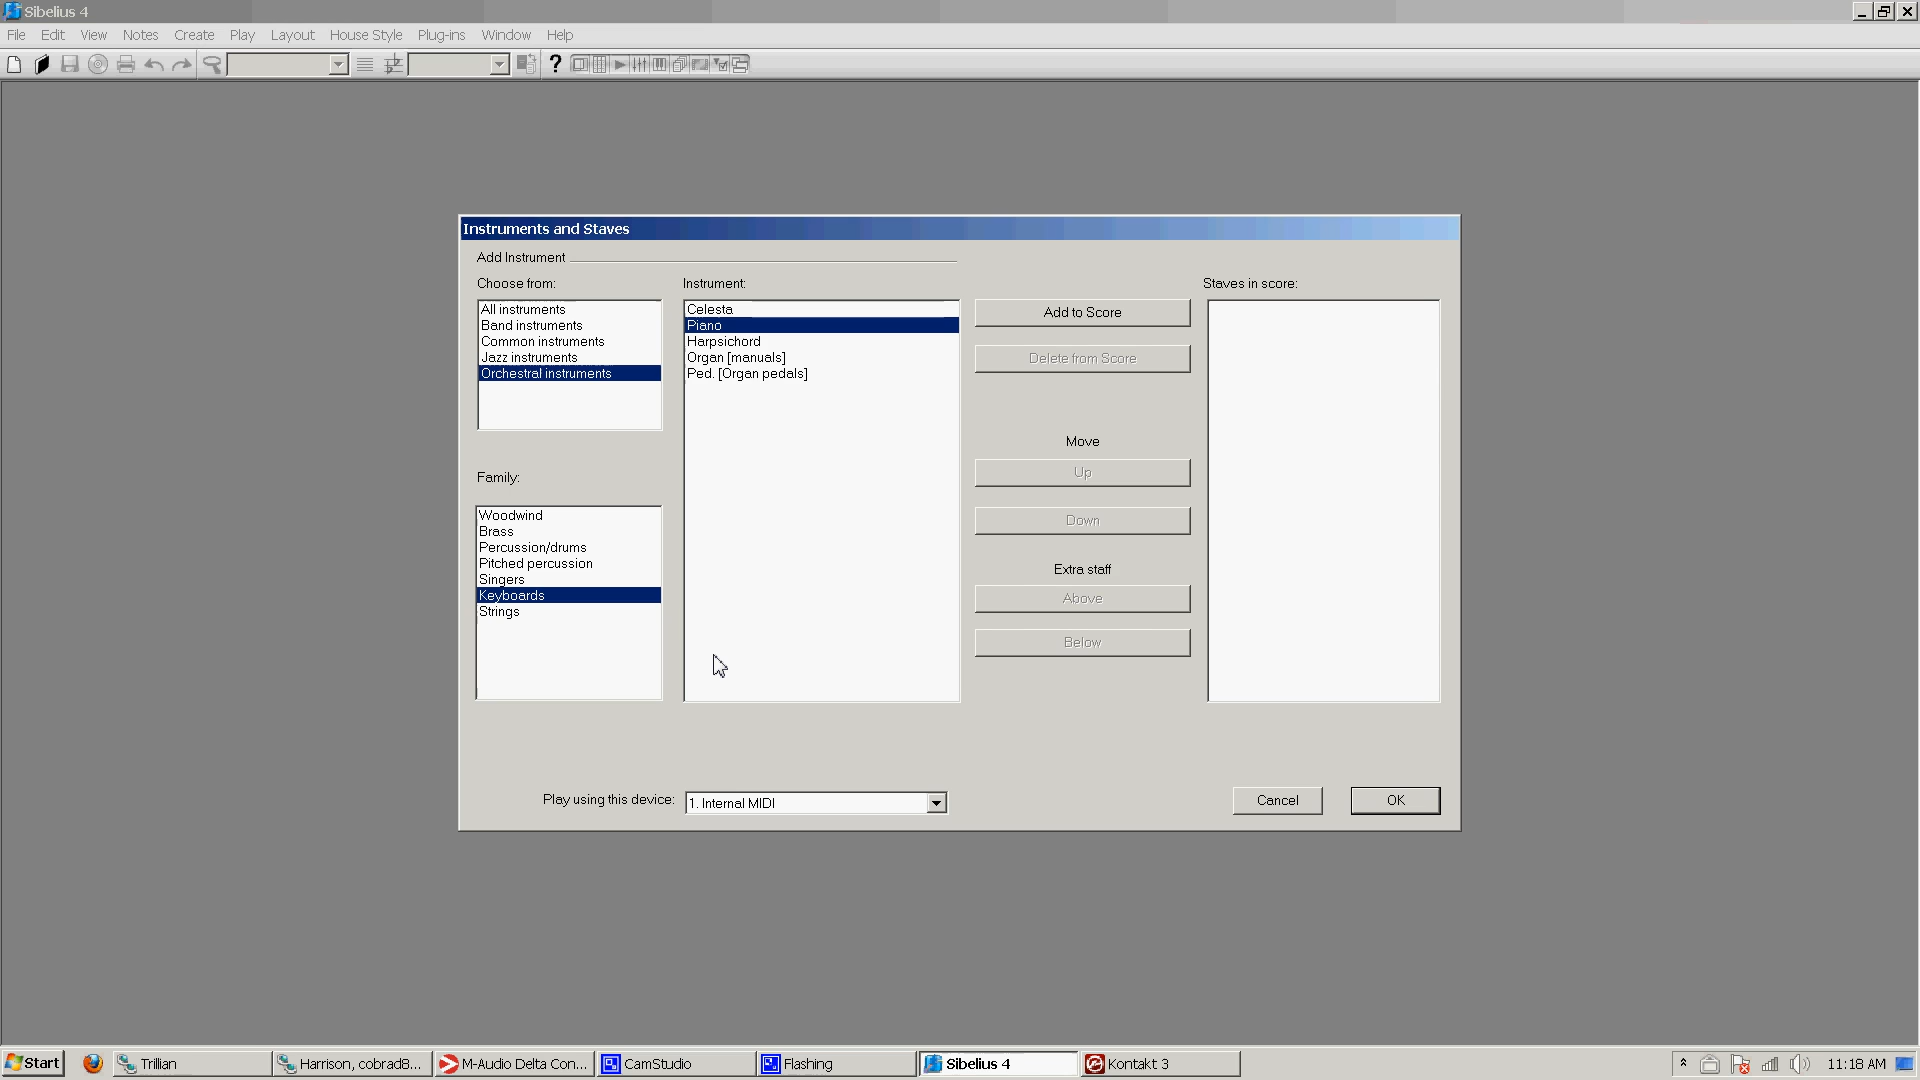 Sibelius 4
File Edit View Notes Create Play Layout House Style Plug-ins Window Help
?
Instruments and Staves
Add Instrument
Choose from:
All instruments
Band instruments
Common instruments
Jazz instruments
Orchestral instruments
Family:
Woodwind
Brass
Percussion/drums
Pitched percussion
Singers
Keyboards
Strings
Instrument:
Celesta
Piano
Harpsichord
Organ [manuals]
Ped. [Organ pedals]
Add to Score
Delete from Score
Move
Up
Down
Extra staff
Above
Below
Staves in score:
Play using this device:
1. Internal MIDI
Cancel
OK
Start
Trillian
Harrison, cobrad8...
M-Audio Delta Con...
CamStudio
Flashing
Sibelius 4
Kontakt 3
11:18 AM